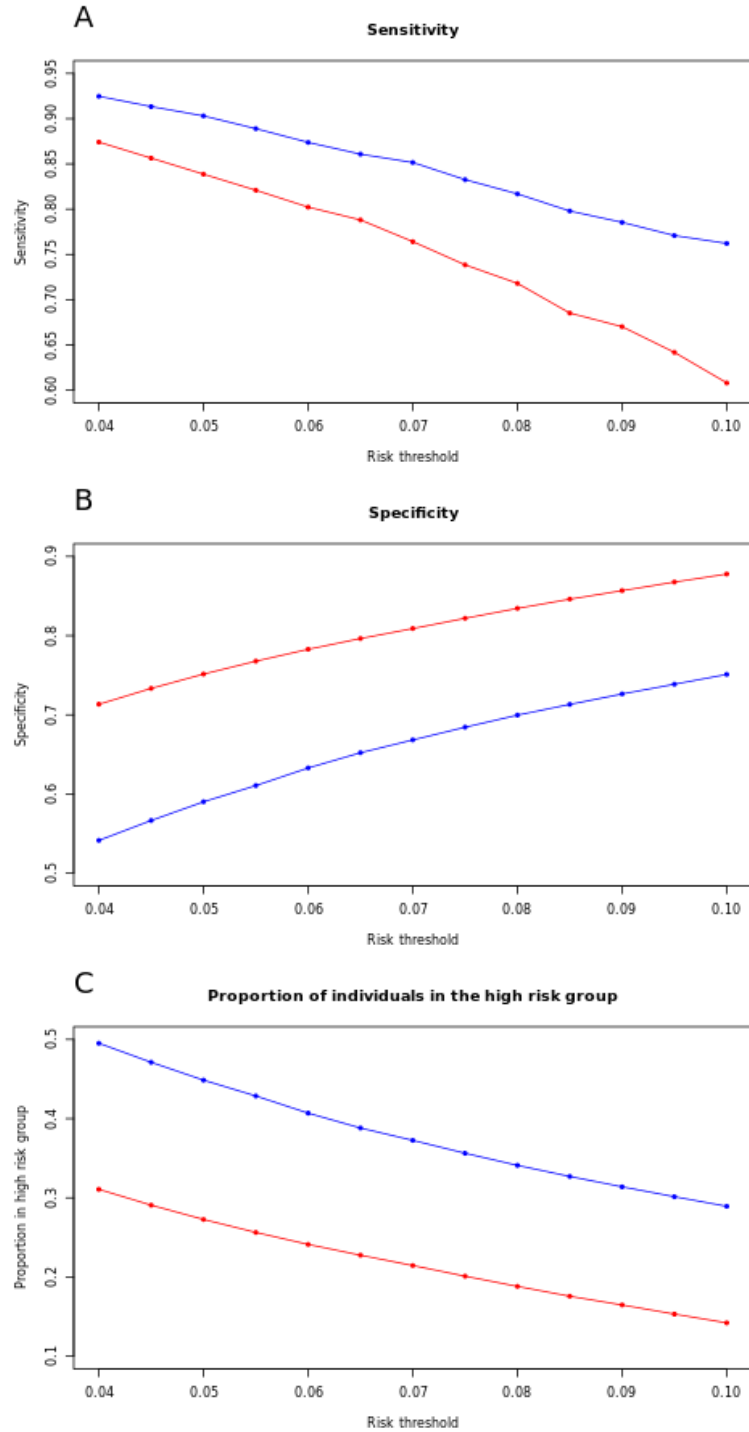 A
Sensitivity
Sensitivity
0.95
0.90
0.85
0.80
0.75
0.70
0.65
0.60
0.04 0.05 0.06 0.07 0.08 0.09 0.10
Risk threshold
B
Specificity
Specificity
0.9
0.8
0.7
0.6
0.5
0.04 0.05 0.06 0.07 0.08 0.09 0.10
Risk threshold
C
Proportion of individuals in the high risk group
Proportion in high risk group
0.5
0.4
0.3
0.2
0.1
0.04 0.05 0.06 0.07 0.08 0.09 0.10
Risk threshold